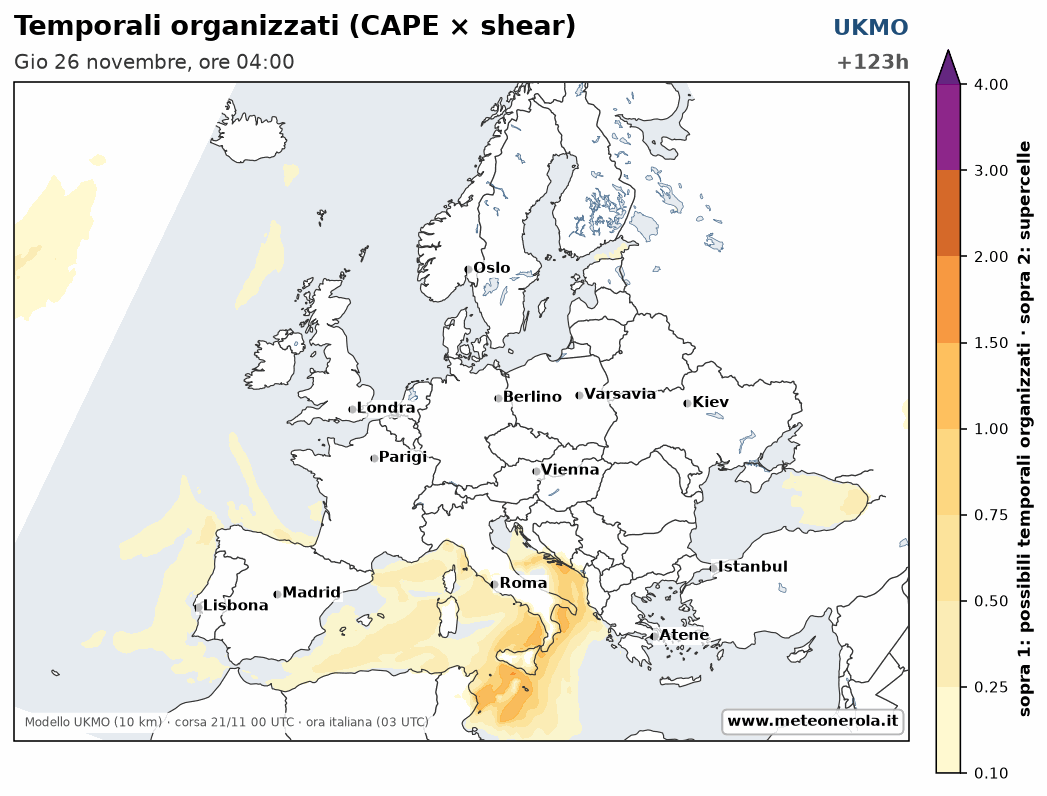 Temporali organizzati (CAPE × shear)
UKMO
Gio 26 novembre, ore 04:00
+123h
Oslo
Londra
Berlino
Varsavia
Kiev
Parigi
Vienna
Istanbul
Roma
Madrid
Lisbona
Atene
Modello UKMO (10 km) · corsa 21/11 00 UTC · ora italiana (03 UTC)
www.meteonerola.it
4.00
3.00
2.00
1.50
1.00
0.75
0.50
0.25
0.10
sopra 1: possibili temporali organizzati · sopra 2: supercelle